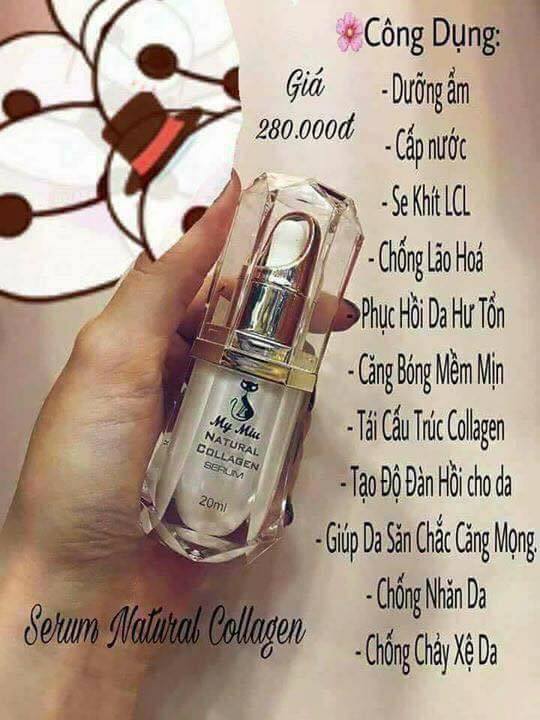 🌸Công Dụng:
Giá
280.000đ
- Dưỡng ẩm
- Cấp nước
- Se Khít LCL
- Chống Lão Hoá
Phục Hồi Da Hư Tổn
- Căng Bóng Mềm Mịn
- Tái Cấu Trúc Collagen
- Tạo Độ Đàn Hồi cho da
- Giúp Da Săn Chắc Căng Mọng.
- Chống Nhăn Da
- Chống Chảy Xệ Da
My Miu
NATURAL
COLLAGEN
SERUM
20ml
Serum Natural Collagen